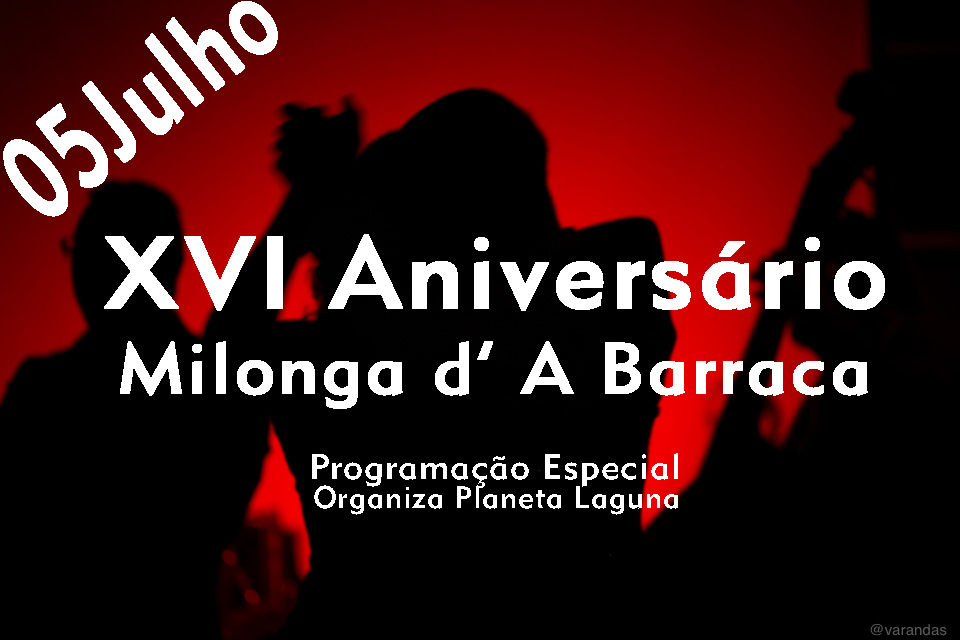 05Julho
XVI Aniversário
Milonga d' A Barraca
Programação Especial
Organiza Planeta Laguna
@varandas